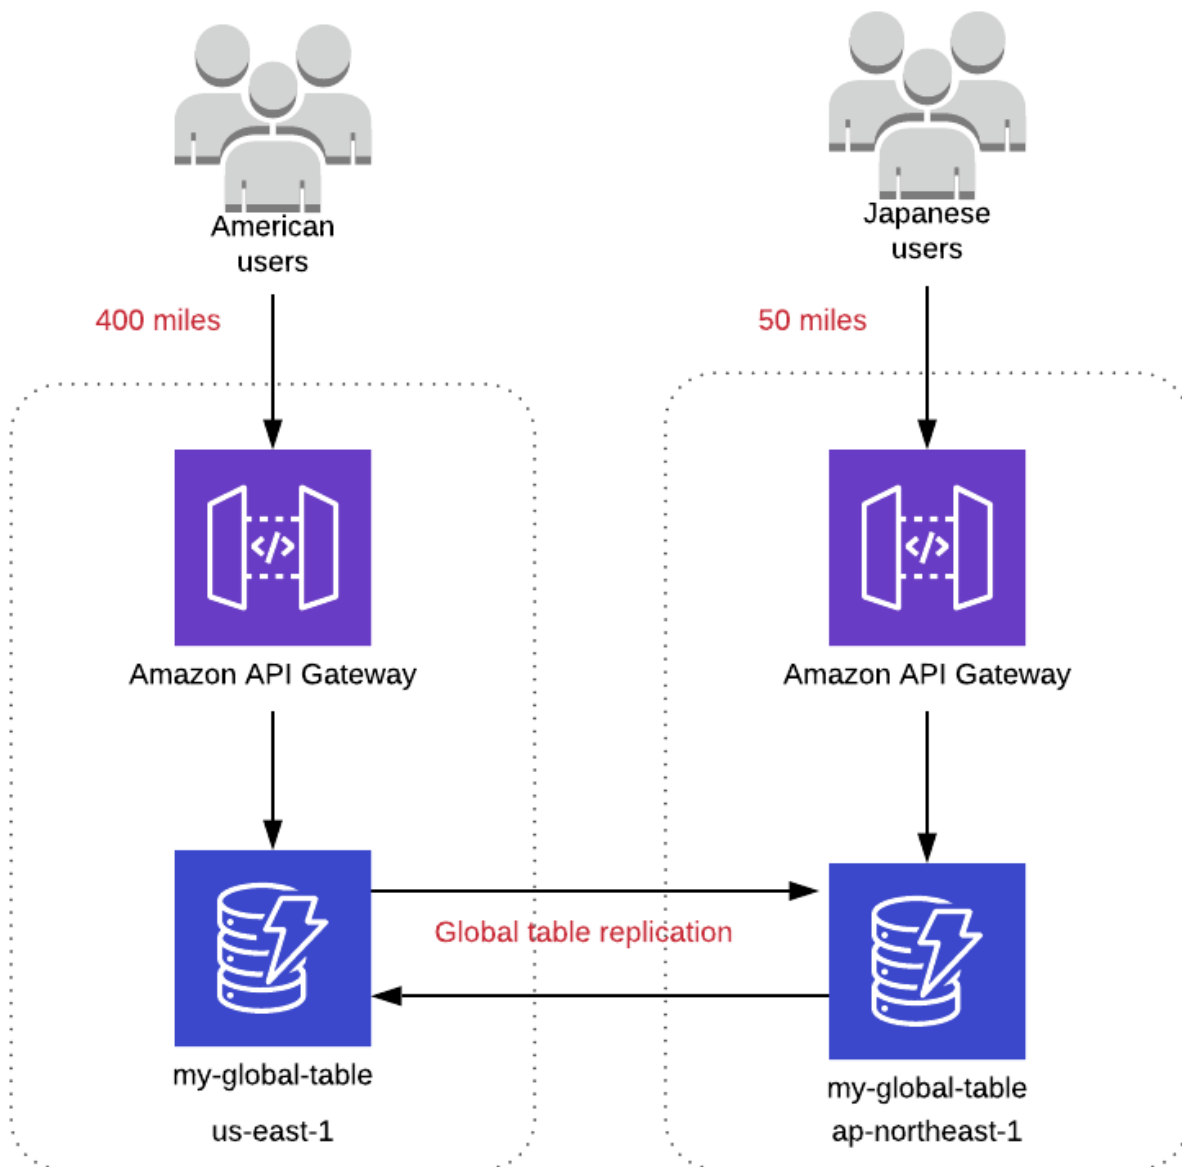 American
users
400 miles
Amazon API Gateway
</>
Global table replication
my-global-table
us-east-1
Japanese
users
50 miles
Amazon API Gateway
</>
my-global-table
ap-northeast-1